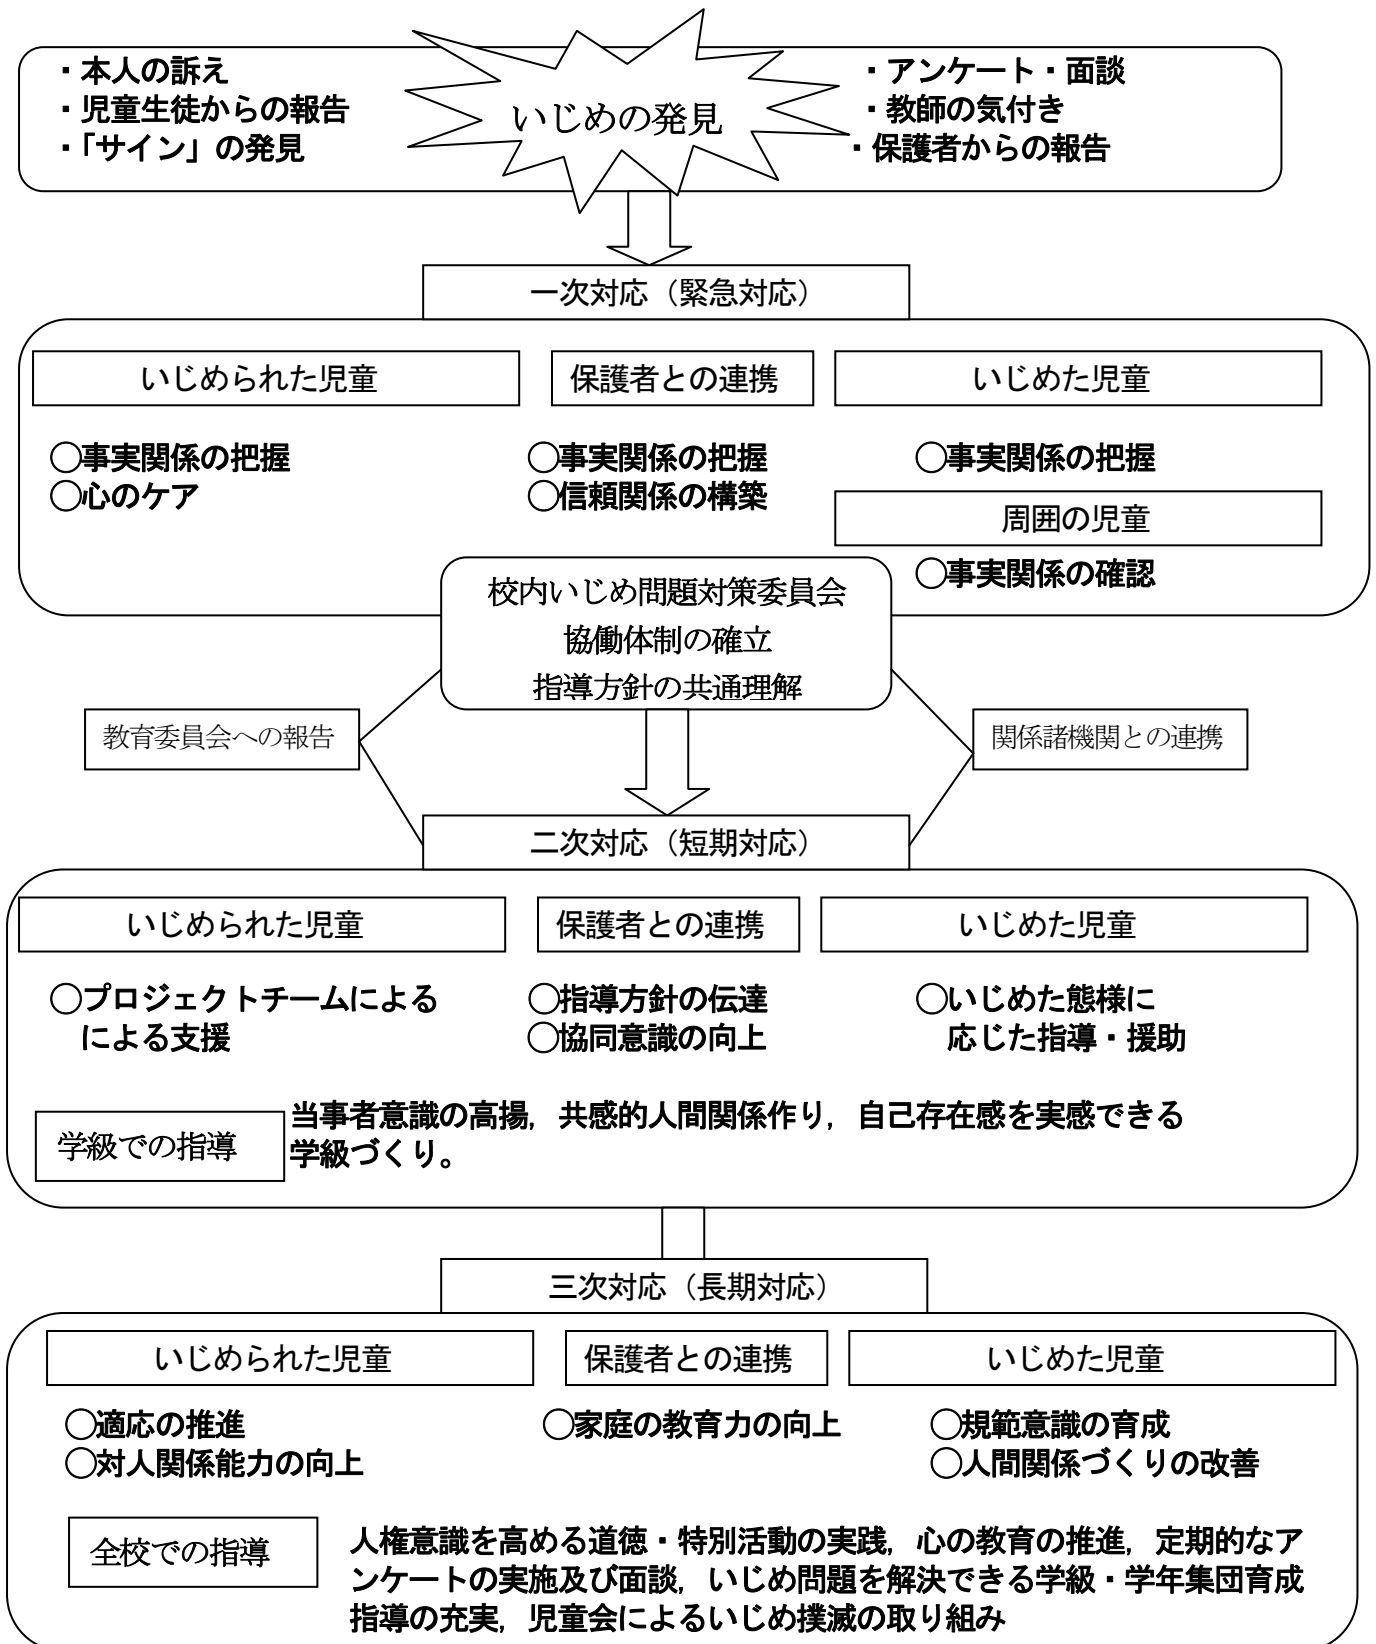 ・本人の訴え
・児童生徒からの報告
・「サイン」の発見
いじめの発見
・アンケート・面談
・教師の気付き
・保護者からの報告
一次対応（緊急対応）
いじめられた児童
保護者との連携
いじめた児童
○事実関係の把握
○心のケア
○事実関係の把握
○信頼関係の構築
○事実関係の把握
周囲の児童
○事実関係の確認
校内いじめ問題対策委員会
協働体制の確立
指導方針の共通理解
教育委員会への報告
関係諸機関との連携
二次対応（短期対応）
いじめられた児童
保護者との連携
いじめた児童
○プロジェクトチームによる
による支援
○指導方針の伝達
○協同意識の向上
○いじめた態様に
応じた指導・援助
学級での指導
当事者意識の高揚，共感的人間関係作り，自己存在感を実感できる
学級づくり。
三次対応（長期対応）
いじめられた児童
保護者との連携
いじめた児童
○適応の推進
○対人関係能力の向上
○家庭の教育力の向上
○規範意識の育成
○人間関係づくりの改善
全校での指導
人権意識を高める道徳・特別活動の実践，心の教育の推進，定期的なア
ンケートの実施及び面談，いじめ問題を解決できる学級・学年集団育成
指導の充実，児童会によるいじめ撲滅の取り組み